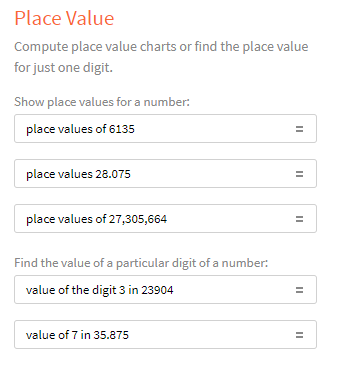 Place Value
Compute place value charts or find the place value
for just one digit.
Show place values for a number:
place values of 6135 =
place values 28.075 =
place values of 27,305,664 =
Find the value of a particular digit of a number:
value of the digit 3 in 23904 =
value of 7 in 35.875 =